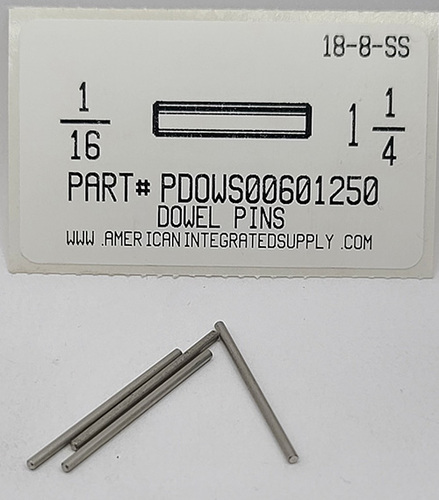 18-8-SS
1/16 1 1/4
PART# PDOWS00601250
DOWEL PINS
WWW .AMERICANINTEGRATEDSUPPLY .COM